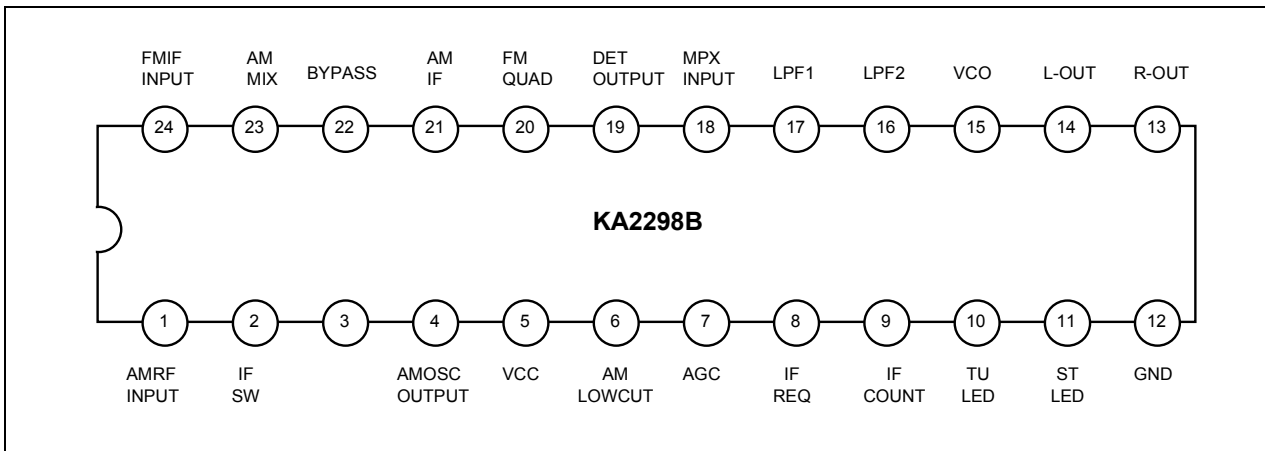 FMIF INPUT
AM MIX
BYPASS
AM IF
FM QUAD
DET OUTPUT
MPX INPUT
LPF1
LPF2
VCO
L-OUT
R-OUT
24 23 22 21 20 19 18 17 16 15 14 13
KA2298B
1 2 3 4 5 6 7 8 9 10 11 12
AMRF INPUT
IF SW
AMOSC OUTPUT
VCC
AM LOWCUT
AGC
IF REQ
IF COUNT
TU LED
ST LED
GND